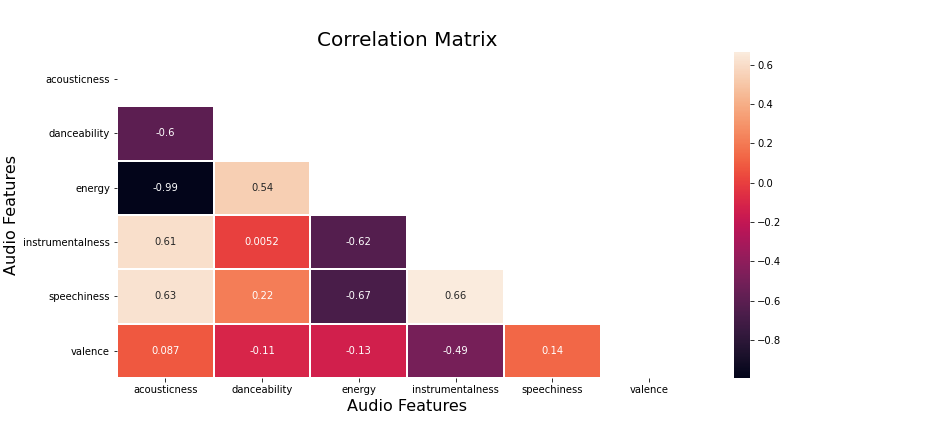 Correlation Matrix
Audio Features
acousticness
danceability -0.6
energy -0.99 0.54
instrumentalness 0.61 0.0052 -0.62
speechiness 0.63 0.22 -0.67 0.66
valence 0.087 -0.11 -0.13 -0.49 0.14
acousticness danceability energy instrumentalness speechiness valence
Audio Features
0.6
0.4
0.2
0.0
−0.2
−0.4
−0.6
−0.8